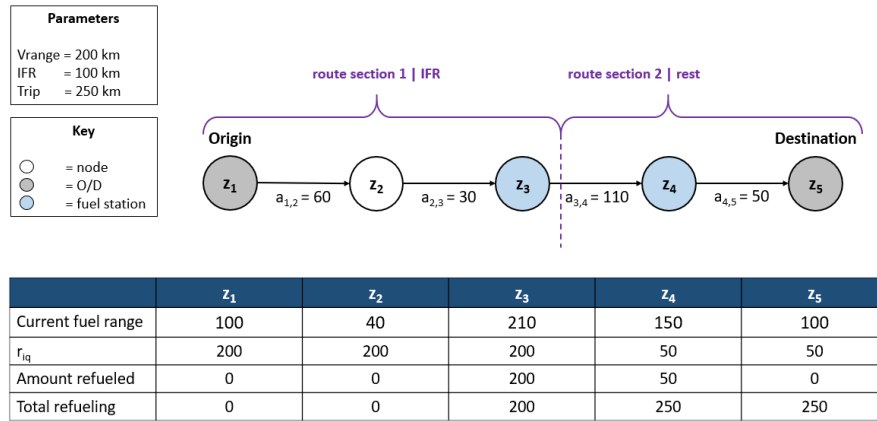 Parameters
Vrange = 200 km
IFR = 100 km
Trip = 250 km
Key
= node
= O/D
= fuel station
route section 1 | IFR
route section 2 | rest
Origin
Destination
z₁
z₂
z₃
z₄
z₅
a₁,₂ = 60
a₂,₃ = 30
a₃,₄ = 110
a₄,₅ = 50
z₁ z₂ z₃ z₄ z₅
Current fuel range 100 40 210 150 100
r_iq 200 200 200 50 50
Amount refueled 0 0 200 50 0
Total refueling 0 0 200 250 250